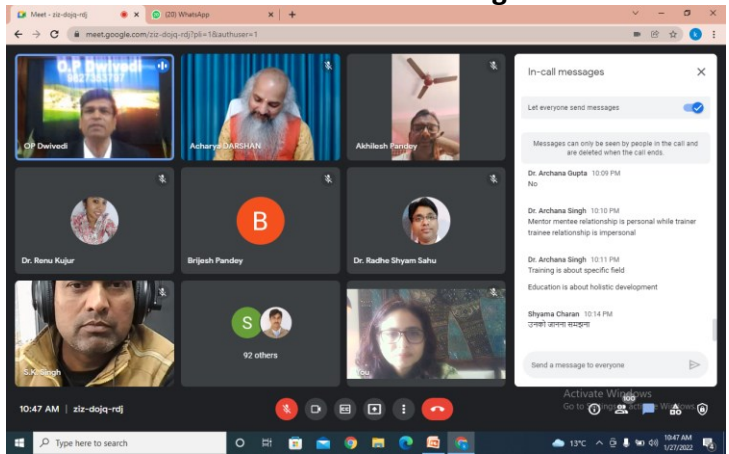 Meet - ziz-dojq-rdj
(20) WhatsApp
meet.google.com/ziz-dojq-rdj?pli=1&authuser=1
O.P Dwivedi
9827383797
OP Dwivedi
Acharya DARSHAN
Akhilesh Pandey
Dr. Renu Kujur
B
Brijesh Pandey
Dr. Radhe Shyam Sahu
S.K. Singh
S
92 others
You
In-call messages
Let everyone send messages
Messages can only be seen by people in the call and
are deleted when the call ends.
Dr. Archana Gupta 10:09 PM
No
Dr. Archana Singh 10:10 PM
Mentor mentee relationship is personal while trainer
trainee relationship is impersonal
Dr. Archana Singh 10:11 PM
Training is about specific field
Education is about holistic development
Shyama Charan 10:14 PM
उनको जानना समझना
Send a message to everyone
Activate Windows
Go to Settings to activate Windows.
10:47 AM | ziz-dojq-rdj
100
Type here to search
13°C
10:47 AM
1/27/2022